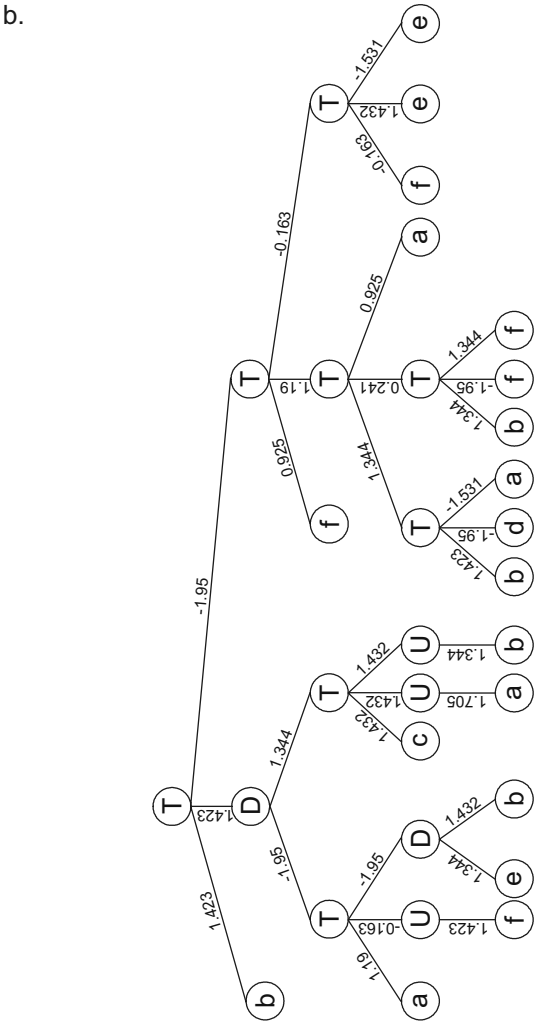 b.
T
1.423
1.423
-1.95
b
D
T
-1.95
1.344
0.925
1.19
-0.163
T
T
f
T
T
1.19
-0.163
-1.95
1.432
1.432
1.432
1.344
0.241
0.925
-0.163
1.432
-1.531
a
U
D
c
U
U
T
T
a
f
e
e
1.423
1.344
1.432
1.705
1.344
1.423
-1.95
-1.531
1.344
-1.95
1.344
f
e
b
a
b
b
d
a
b
f
f